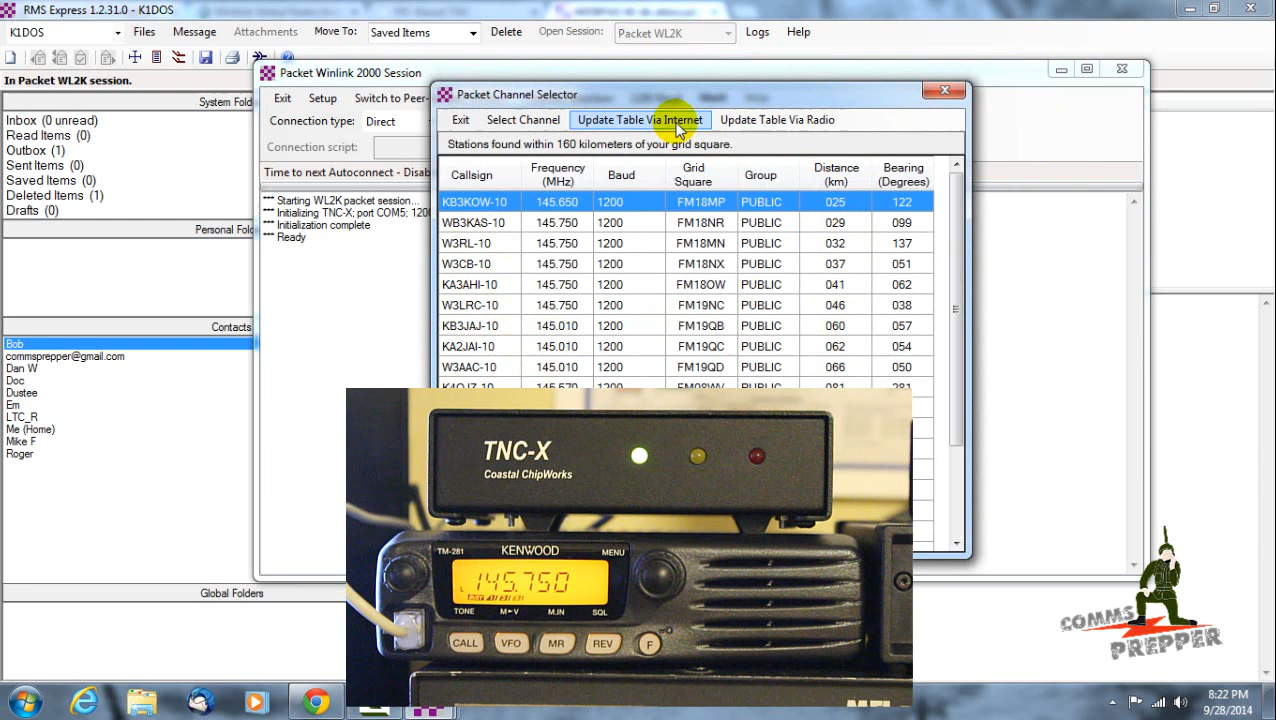 RMS Express 1.2.31.0 - K1DOS
K1DOS Files Message Attachments Move To: Saved Items Delete Open Session: Packet WL2K Logs Help
In Packet WL2K session.
System Fold
Inbox (0 unread)
Read Items (0)
Outbox (1)
Sent Items (0)
Saved Items (0)
Deleted Items (1)
Drafts (0)
Personal Fold
Contacts
Bob
commsprepper@gmail.com
Dan W
Doc
Dustee
Em
LTC_R
Me (Home)
Mike F
Roger
Global Folders
Packet Winlink 2000 Session
Exit Setup Switch to Peer-
Connection type: Direct
Connection script:
Time to next Autoconnect - Disab
*** Starting WL2K packet session...
*** Initializing TNC-X; port COM5; 1200
*** Initialization complete
*** Ready
Packet Channel Selector
Exit Select Channel Update Table Via Internet Update Table Via Radio
Stations found within 160 kilometers of your grid square.
Callsign Frequency (MHz) Baud Grid Square Group Distance (km) Bearing (Degrees)
KB3KOW-10 145.650 1200 FM18MP PUBLIC 025 122
WB3KAS-10 145.750 1200 FM18NR PUBLIC 029 099
W3RL-10 145.750 1200 FM18MN PUBLIC 032 137
W3CB-10 145.750 1200 FM18NX PUBLIC 037 051
KA3AHI-10 145.750 1200 FM18OW PUBLIC 041 062
W3LRC-10 145.750 1200 FM19NC PUBLIC 046 038
KB3JAJ-10 145.010 1200 FM19QB PUBLIC 060 057
KA2JAI-10 145.010 1200 FM19QC PUBLIC 062 054
W3AAC-10 145.010 1200 FM19QD PUBLIC 066 050
1200 PUBLIC 081 281
TNC-X
Coastal ChipWorks
TM-281 KENWOOD MENU
145.750
TONE M►V M.IN SQL
CALL VFO MR REV F
COMMS
PREPPER
8:22 PM
9/28/2014